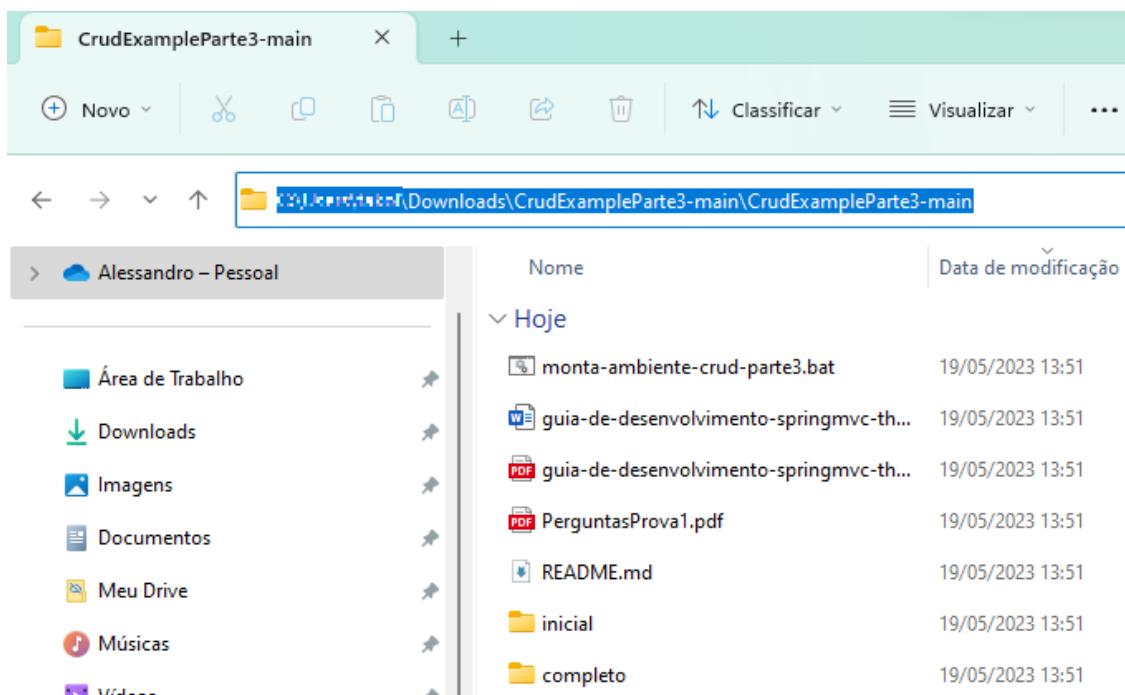 CrudExampleParte3-main
Novo
Classificar
Visualizar
\Downloads\CrudExampleParte3-main\CrudExampleParte3-main
Alessandro – Pessoal
Nome
Data de modificação
Hoje
Área de Trabalho
monta-ambiente-crud-parte3.bat 19/05/2023 13:51
Downloads
guia-de-desenvolvimento-springmvc-th... 19/05/2023 13:51
Imagens
guia-de-desenvolvimento-springmvc-th... 19/05/2023 13:51
Documentos
PerguntasProva1.pdf 19/05/2023 13:51
Meu Drive
README.md 19/05/2023 13:51
Músicas
inicial 19/05/2023 13:51
Vídeos
completo 19/05/2023 13:51
W
PDF
PDF